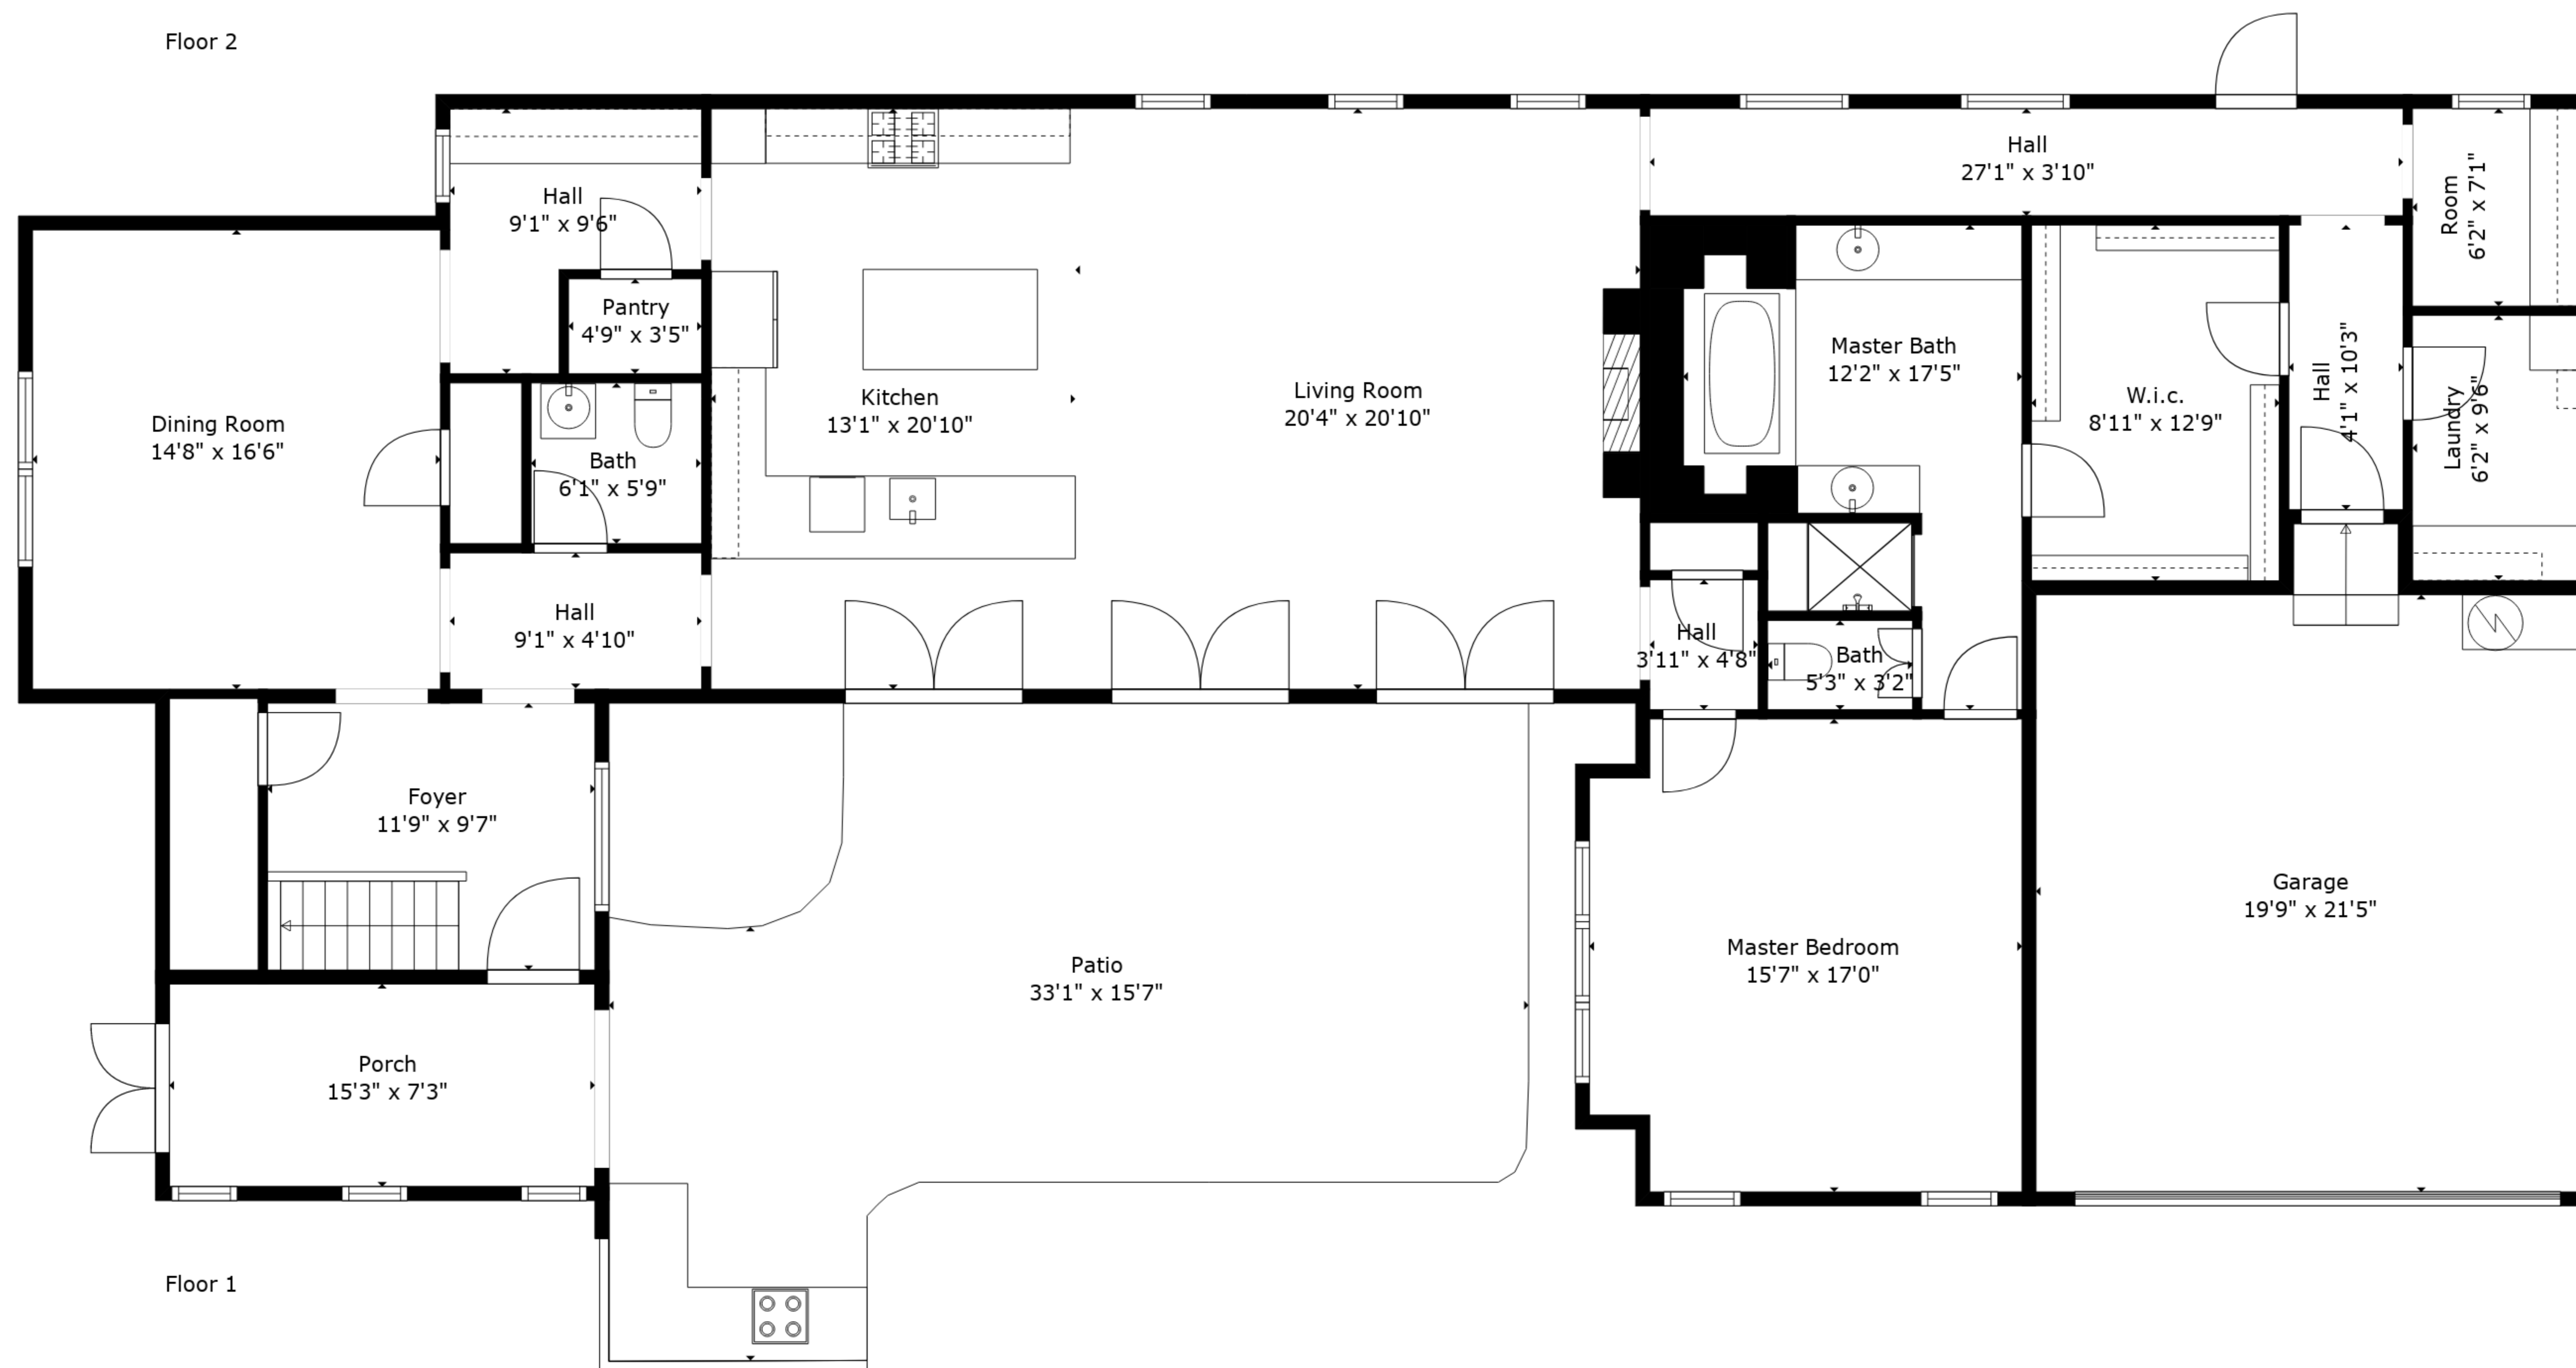 Floor 2
Hall
9'1" x 9'6"
Hall
27'1" x 3'10"
Room
6'2" x 7'1"
Pantry
4'9" x 3'5"
Dining Room
14'8" x 16'6"
Kitchen
13'1" x 20'10"
Living Room
20'4" x 20'10"
Master Bath
12'2" x 17'5"
W.i.c.
8'11" x 12'9"
Hall
4'1" x 10'3"
Laundry
6'2" x 9'6"
Bath
6'1" x 5'9"
Hall
9'1" x 4'10"
Hall
3'11" x 4'8"
Bath
5'3" x 3'2"
Foyer
11'9" x 9'7"
Garage
19'9" x 21'5"
Master Bedroom
15'7" x 17'0"
Patio
33'1" x 15'7"
Porch
15'3" x 7'3"
Floor 1